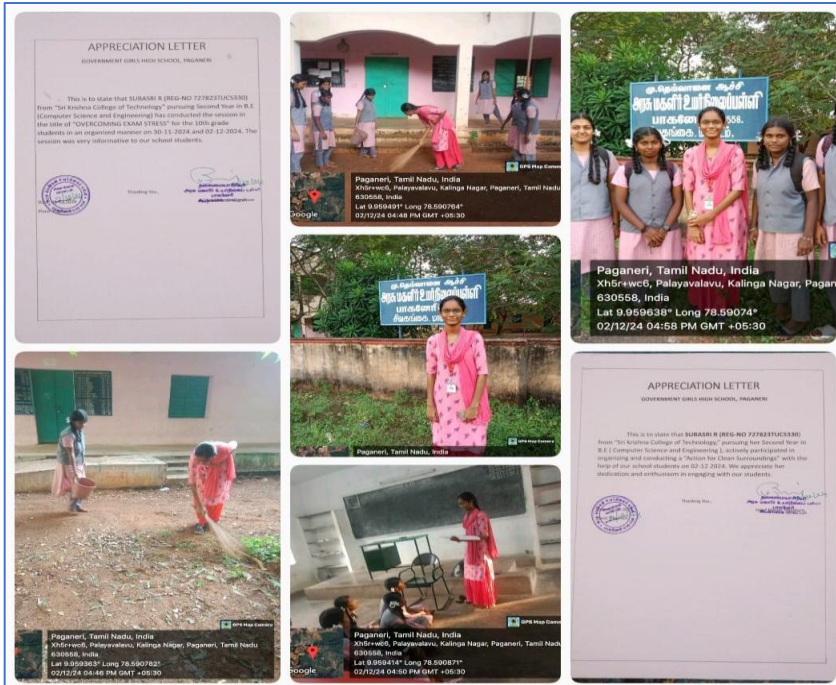 APPRECIATION LETTER
GOVERNMENT GIRLS HIGH SCHOOL, PAGANERI
This is to state that SUBASRI R (REG-NO 727823TUCS330)
from "Sri Krishna College of Technology" pursuing Second Year in B.E
(Computer Science and Engineering) has conducted the session in
the title of "OVERCOMING EXAM STRESS" for the 10th grade
students in an organised manner on 30-11-2024 and 02-12-2024. The
session was very informative to our school students.
Thanking You,
Paganeri, Tamil Nadu, India
Xh5r+wc6, Palayavalavu, Kalinga Nagar, Paganeri, Tamil Nadu
630558, India
Lat 9.959491° Long 78.590764°
02/12/24 04:48 PM GMT +05:30
GPS Map Camera
Google
மு.தெய்வானை ஆச்சி
அரசு மகளிர் உயர்நிலைப்பள்ளி
Paganeri, Tamil Nadu, India
Xh5r+wc6, Palayavalavu, Kalinga Nagar, Pagan
630558, India
Lat 9.959638° Long 78.59074°
02/12/24 04:58 PM GMT +05:30
மு.தெய்வானை ஆச்சி
அரசு மகளிர் உயர்நிலைப்பள்ளி
Paganeri, Tamil Nadu, India
GPS Map Camera
Paganeri, Tamil Nadu, India
Xh5r+wc6, Palayavalavu, Kalinga Nagar, Paganeri, Tamil Nadu
630558, India
Lat 9.959363° Long 78.590782°
02/12/24 04:46 PM GMT +05:30
GPS Map Camera
Paganeri, Tamil Nadu, India
Xh5r+wc6, Palayavalavu, Kalinga Nagar, Paganeri, Tamil Nadu
630558, India
Lat 9.959414° Long 78.590871°
02/12/24 04:50 PM GMT +05:30
GPS Map Camera
Google
APPRECIATION LETTER
GOVERNMENT GIRLS HIGH SCHOOL, PAGANERI
This is to state that SUBASRI R (REG-NO 727823TUCS330)
from "Sri Krishna College of Technology," pursuing her Second Year in
B.E ( Computer Science and Engineering ), actively participated in
organizing and conducting a "Action for Clean Surroundings" with the
help of our school students on 02-12 2024. We appreciate her
dedication and enthusiasm in engaging with our students.
Thanking You,